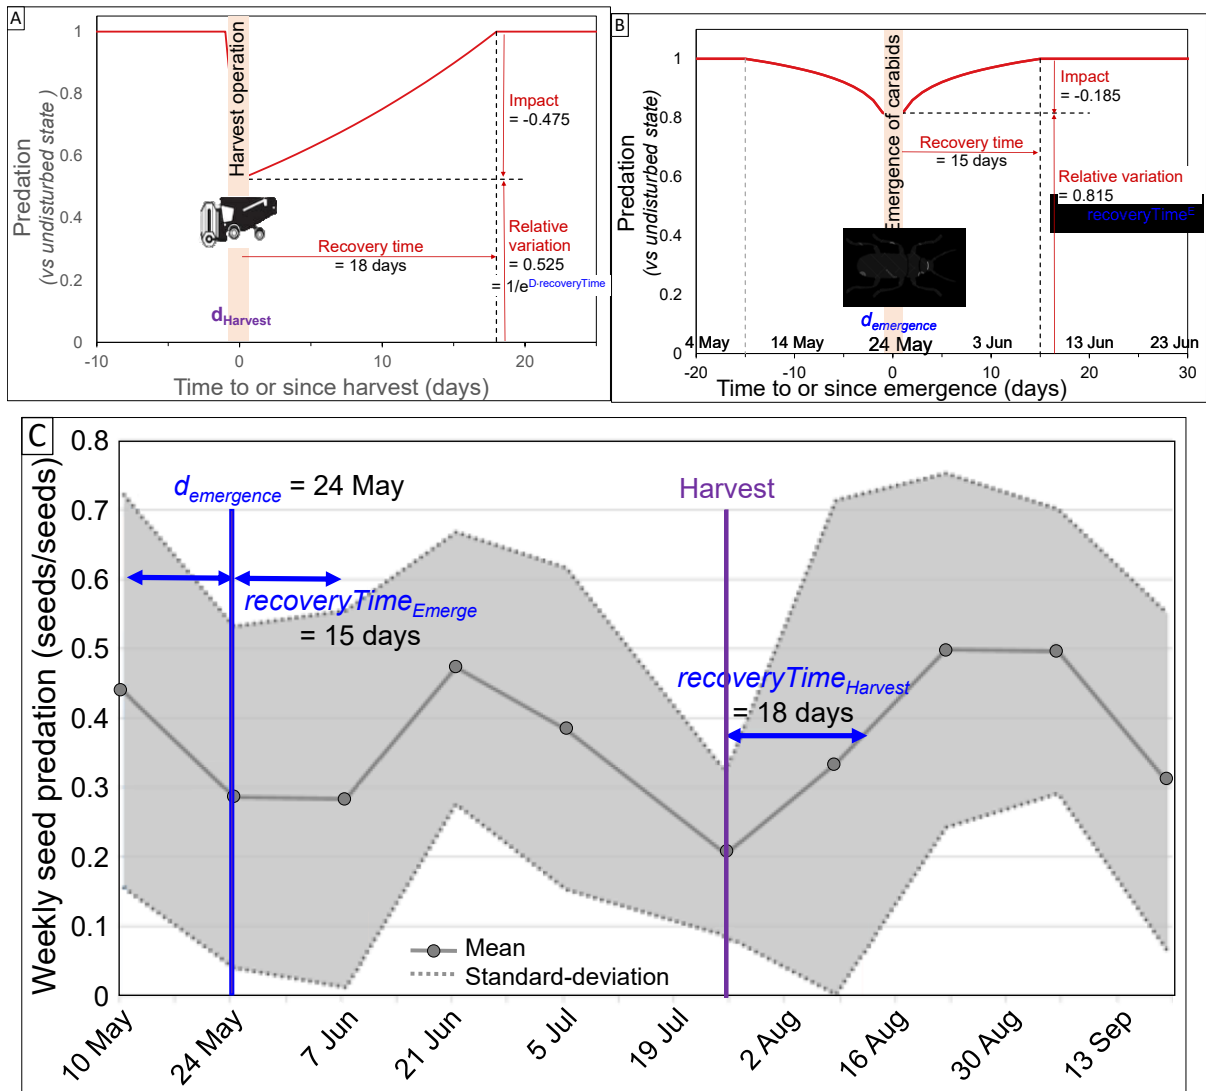 A
1
0.8
0.6
0.4
0.2
0
Predation
(vs undisturbed state )
Harvest operation
Impact
= -0.475
Recovery time
= 18 days
Relative
variation
= 0.525
= 1/e^D·recoveryTime
d_Harvest
-10
0
10
20
Time to or since harvest (days)
B
1
0.8
0.6
0.4
0.2
0
Predation
(vs undisturbed state)
Emergence of carabids
Impact
= -0.185
Recovery time
= 15 days
Relative variation
= 0.815
recoveryTime^E
d_emergence
4 May
14 May
24 May
3 Jun
13 Jun
23 Jun
-20
-10
0
10
20
30
Time to or since emergence (days)
C
0.8
0.7
0.6
0.5
0.4
0.3
0.2
0.1
0
Weekly seed predation (seeds/seeds)
d_emergence = 24 May
Harvest
recoveryTime_Emerge
= 15 days
recoveryTime_Harvest
= 18 days
Mean
Standard-deviation
10 May
24 May
7 Jun
21 Jun
5 Jul
19 Jul
2 Aug
16 Aug
30 Aug
13 Sep